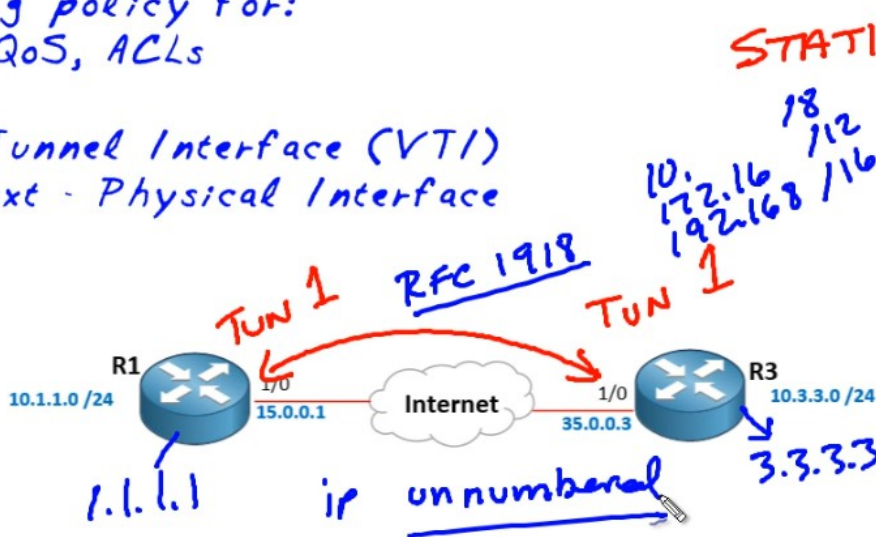 g policy for:
QoS, ACLs
STATI
Tunnel Interface (VTI)
xt - Physical Interface
/8
/12
/16
10.
172.16
192.168
RFC 1918
TUN 1
TUN 1
R1
R3
1/0
1/0
10.1.1.0 /24
15.0.0.1
Internet
35.0.0.3
10.3.3.0 /24
1.1.1.1
3.3.3.3
ip unnumbered